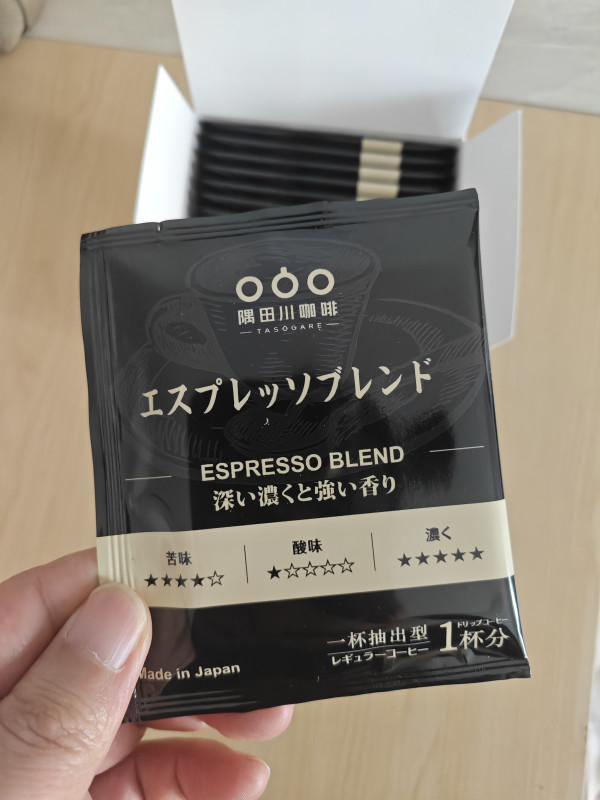 隅田川咖啡
TASOGARE
エスプレッソブレンド
ESPRESSO BLEND
深い濃くと強い香り
苦味 酸味 濃く
★★★★☆ ★☆☆☆☆ ★★★★★
ドリップコーヒー
一杯抽出型 1杯分
レギュラーコーヒー
Made in Japan